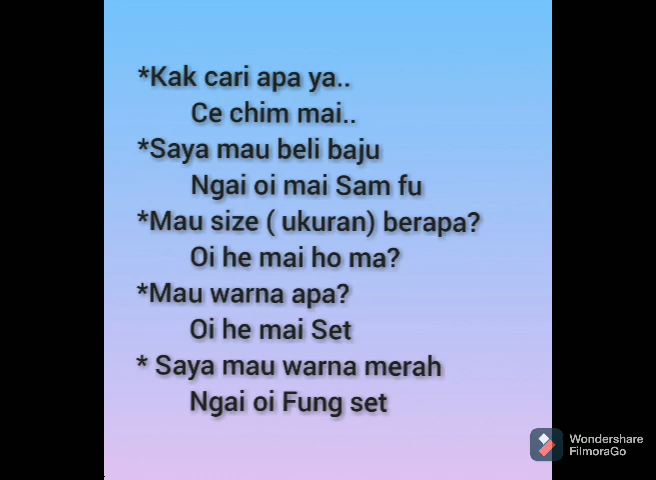 *Kak cari apa ya..
Ce chim mai..
*Saya mau beli baju
Ngai oi mai Sam fu
*Mau size ( ukuran) berapa?
Oi he mai ho ma?
*Mau warna apa?
Oi he mai Set
* Saya mau warna merah
Ngai oi Fung set
Wondershare
FilmoraGo